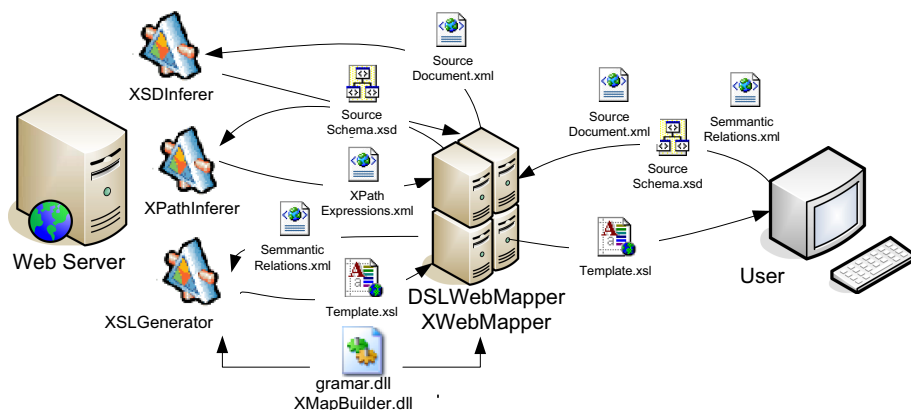 XSDInferer
Source
Document.xml
Source
Schema.xsd
Source
Document.xml
Semmantic
Relations.xml
XPathInferer
XPath
Expressions.xml
Source
Schema.xsd
Web Server
Semmantic
Relations.xml
Template.xsl
User
XSLGenerator
Template.xsl
DSLWebMapper
XWebMapper
gramar.dll
XMapBuilder.dll